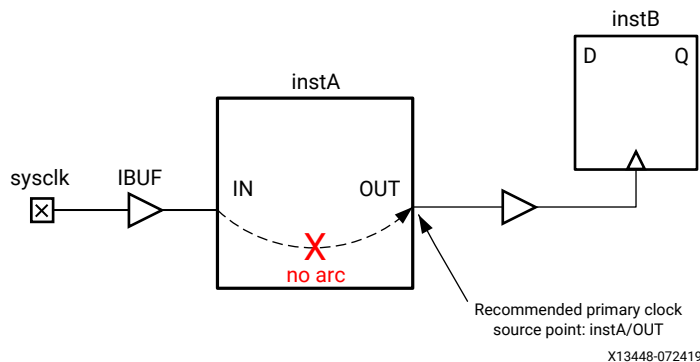 instB
D Q
instA
sysclk IBUF
IN OUT
X
no arc
Recommended primary clock
source point: instA/OUT
X13448-072419